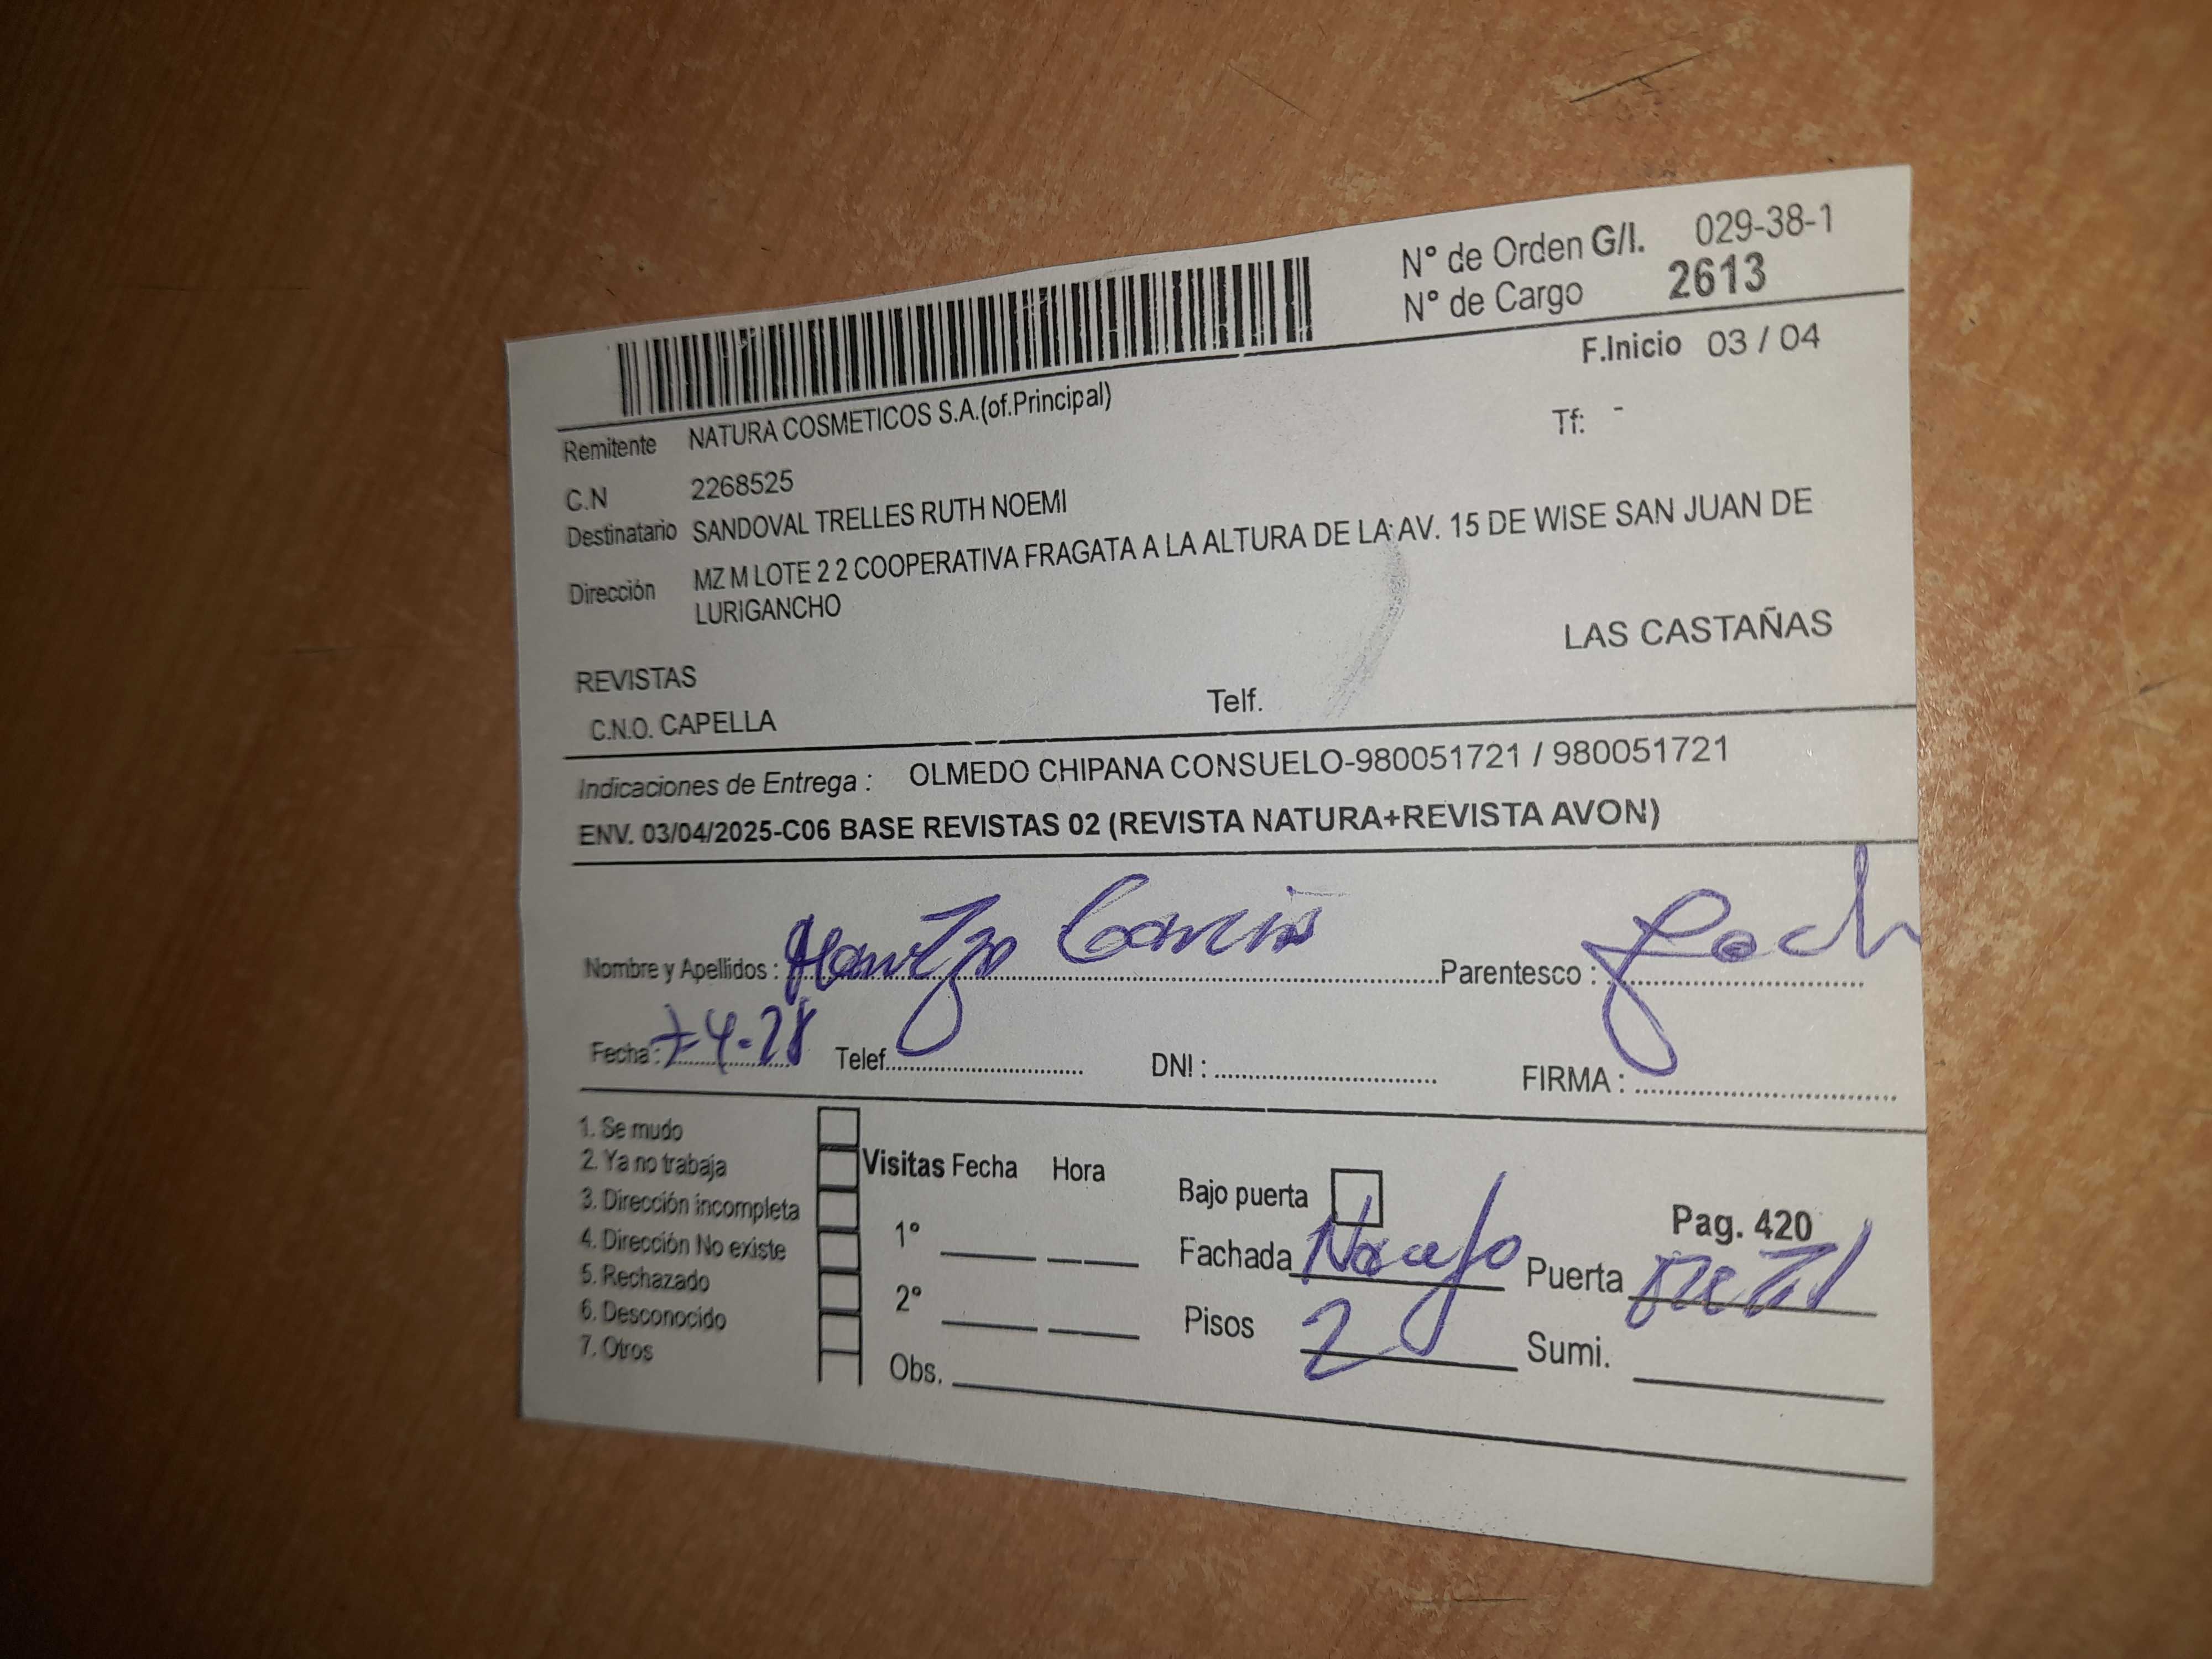 N° de Orden G/I. 029-38-1
N° de Cargo 2613
F.Inicio 03 / 04
Remitente NATURA COSMETICOS S.A.(of.Principal)
Tf: -
C.N 2268525
Destinatario SANDOVAL TRELLES RUTH NOEMI
Dirección MZ M LOTE 2 2 COOPERATIVA FRAGATA A LA ALTURA DE LA AV. 15 DE WISE SAN JUAN DE
LURIGANCHO
LAS CASTAÑAS
REVISTAS
C.N.O. CAPELLA Telf.
Indicaciones de Entrega : OLMEDO CHIPANA CONSUELO-980051721 / 980051721
ENV. 03/04/2025-C06 BASE REVISTAS 02 (REVISTA NATURA+REVISTA AVON)
Nombre y Apellidos : Parentesco :
Fecha : Telef. DNI : FIRMA :
1. Se mudo
2. Ya no trabaja
3. Dirección incompleta
4. Dirección No existe
5. Rechazado
6. Desconocido
7. Otros
Visitas Fecha Hora
1°
2°
Obs.
Bajo puerta
Pag. 420
Fachada Puerta
Pisos 2 Sumi.